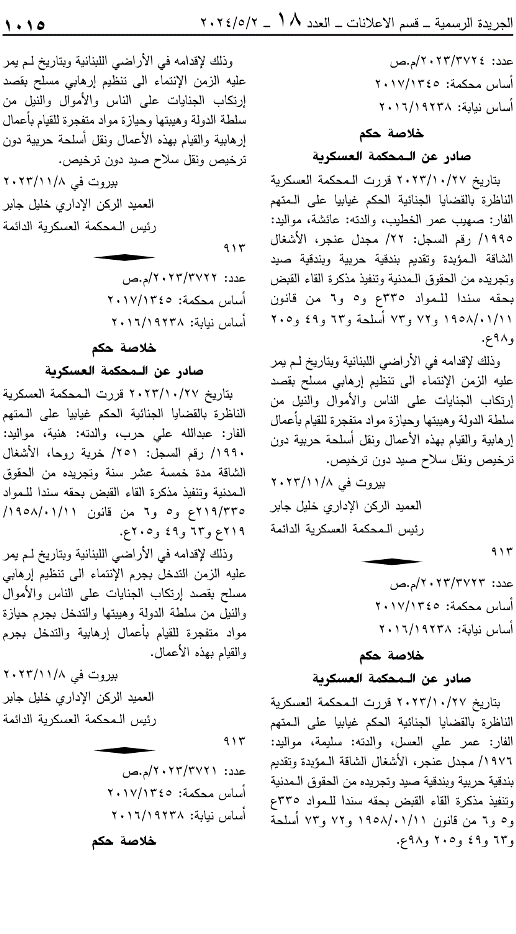 الجريدة الرسمية – قسم الاعلانات – العدد ١٨ – ٢٠٢٤/٥/٢
١٠١٥
عدد: ٢٠٢٣/٣٧٢٤/م.ص
أساس محكمة: ٢٠١٧/١٣٤٥
أساس نيابة: ٢٠١٦/١٩٢٣٨
خلاصة حكم
صادر عن المحكمة العسكرية
بتاريخ ٢٠٢٣/١٠/٢٧ قررت المحكمة العسكرية
الناظرة بالقضايا الجنائية الحكم غيابيا على المتهم
الفار: صهيب عمر الخطيب، والدته: عائشة، مواليد:
١٩٩٥/ رقم السجل: ٢٢/ مجدل عنجر، الأشغال
الشاقة المؤبدة وتقديم بندقية حربية وبندقية صيد
وتجريده من الحقوق المدنية وتنفيذ مذكرة القاء القبض
بحقه سندا للمواد ٣٣٥ع و٥ و٦ من قانون
١٩٥٨/٠١/١١ و٧٢ و٧٣ أسلحة و٦٣ و٤٩ و٢٠٥
و٩٨ع.
وذلك لإقدامه في الأراضي اللبنانية وبتاريخ لم يمر
عليه الزمن الإنتماء الى تنظيم إرهابي مسلح بقصد
إرتكاب الجنايات على الناس والأموال والنيل من
سلطة الدولة وهيبتها وحيازة مواد متفجرة للقيام بأعمال
إرهابية والقيام بهذه الأعمال ونقل أسلحة حربية دون
ترخيص ونقل سلاح صيد دون ترخيص.
بيروت في ٢٠٢٣/١١/٨
العميد الركن الإداري خليل جابر
رئيس المحكمة العسكرية الدائمة
٩١٣
عدد: ٢٠٢٣/٣٧٢٣/م.ص
أساس محكمة: ٢٠١٧/١٣٤٥
أساس نيابة: ٢٠١٦/١٩٢٣٨
خلاصة حكم
صادر عن المحكمة العسكرية
بتاريخ ٢٠٢٣/١٠/٢٧ قررت المحكمة العسكرية
الناظرة بالقضايا الجنائية الحكم غيابيا على المتهم
الفار: عمر علي العسل، والدته: سليمة، مواليد:
١٩٧٦/ مجدل عنجر، الأشغال الشاقة المؤبدة وتقديم
بندقية حربية وبندقية صيد وتجريده من الحقوق المدنية
وتنفيذ مذكرة القاء القبض بحقه سندا للمواد ٣٣٥ع
و٥ و٦ من قانون ١٩٥٨/٠١/١١ و٧٢ و٧٣ أسلحة
و٦٣ و٤٩ و٢٠٥ و٩٨ع.
وذلك لإقدامه في الأراضي اللبنانية وبتاريخ لم يمر
عليه الزمن الإنتماء الى تنظيم إرهابي مسلح بقصد
إرتكاب الجنايات على الناس والأموال والنيل من
سلطة الدولة وهيبتها وحيازة مواد متفجرة للقيام بأعمال
إرهابية والقيام بهذه الأعمال ونقل أسلحة حربية دون
ترخيص ونقل سلاح صيد دون ترخيص.
بيروت في ٢٠٢٣/١١/٨
العميد الركن الإداري خليل جابر
رئيس المحكمة العسكرية الدائمة
٩١٣
عدد: ٢٠٢٣/٣٧٢٢/م.ص
أساس محكمة: ٢٠١٧/١٣٤٥
أساس نيابة: ٢٠١٦/١٩٢٣٨
خلاصة حكم
صادر عن المحكمة العسكرية
بتاريخ ٢٠٢٣/١٠/٢٧ قررت المحكمة العسكرية
الناظرة بالقضايا الجنائية الحكم غيابيا على المتهم
الفار: عبدالله علي حرب، والدته: هنية، مواليد:
١٩٩٠/ رقم السجل: ٢٥١/ خربة روحا، الأشغال
الشاقة مدة خمسة عشر سنة وتجريده من الحقوق
المدنية وتنفيذ مذكرة القاء القبض بحقه سندا للمواد
٢١٩/٣٣٥ع و٥ و٦ من قانون ١٩٥٨/٠١/١١/
٢١٩ع و٦٣ و٤٩ و٢٠٥ع.
وذلك لإقدامه في الأراضي اللبنانية وبتاريخ لم يمر
عليه الزمن التدخل بجرم الإنتماء الى تنظيم إرهابي
مسلح بقصد إرتكاب الجنايات على الناس والأموال
والنيل من سلطة الدولة وهيبتها والتدخل بجرم حيازة
مواد متفجرة للقيام بأعمال إرهابية والتدخل بجرم
والقيام بهذه الأعمال.
بيروت في ٢٠٢٣/١١/٨
العميد الركن الإداري خليل جابر
رئيس المحكمة العسكرية الدائمة
٩١٣
عدد: ٢٠٢٣/٣٧٢١/م.ص
أساس محكمة: ٢٠١٧/١٣٤٥
أساس نيابة: ٢٠١٦/١٩٢٣٨
خلاصة حكم